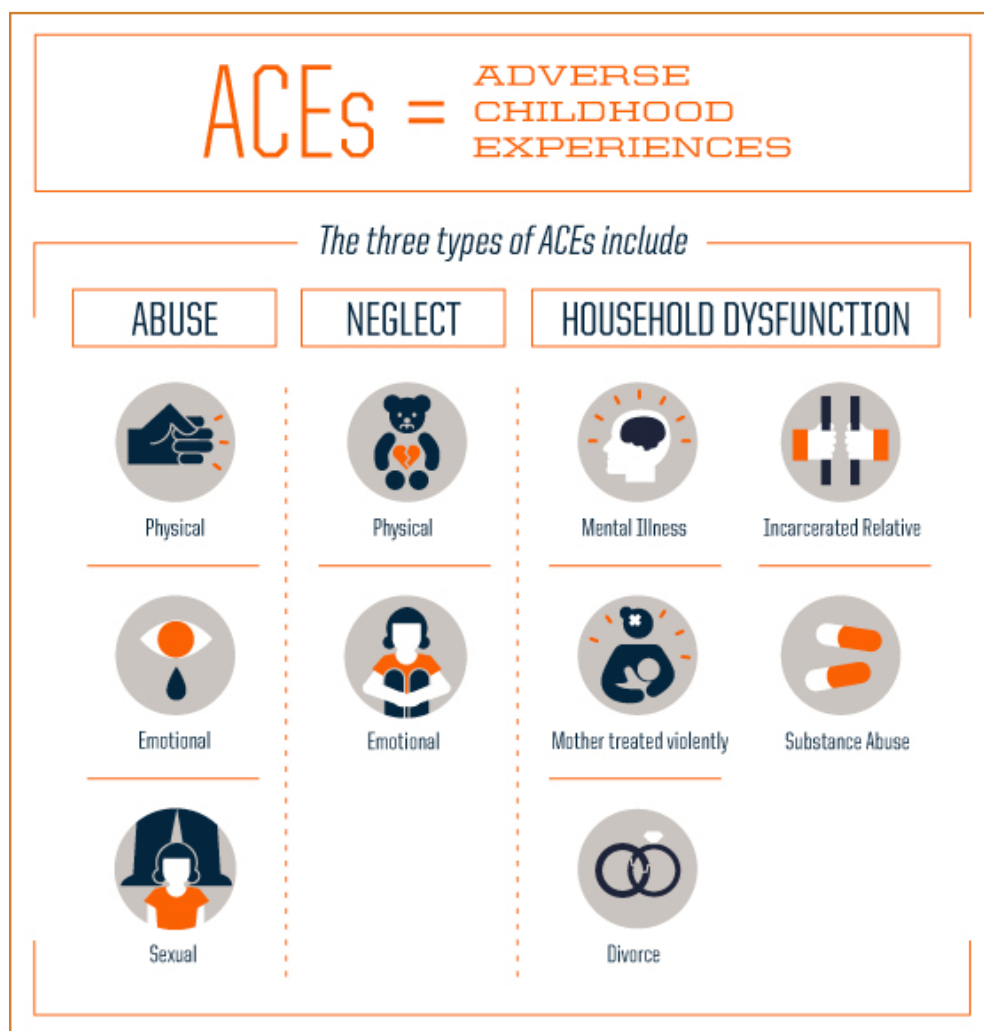 ACEs = ADVERSE
CHILDHOOD
EXPERIENCES
The three types of ACEs include
ABUSE
NEGLECT
HOUSEHOLD DYSFUNCTION
Physical
Physical
Mental Illness
Incarcerated Relative
Emotional
Emotional
Mother treated violently
Substance Abuse
Sexual
Divorce